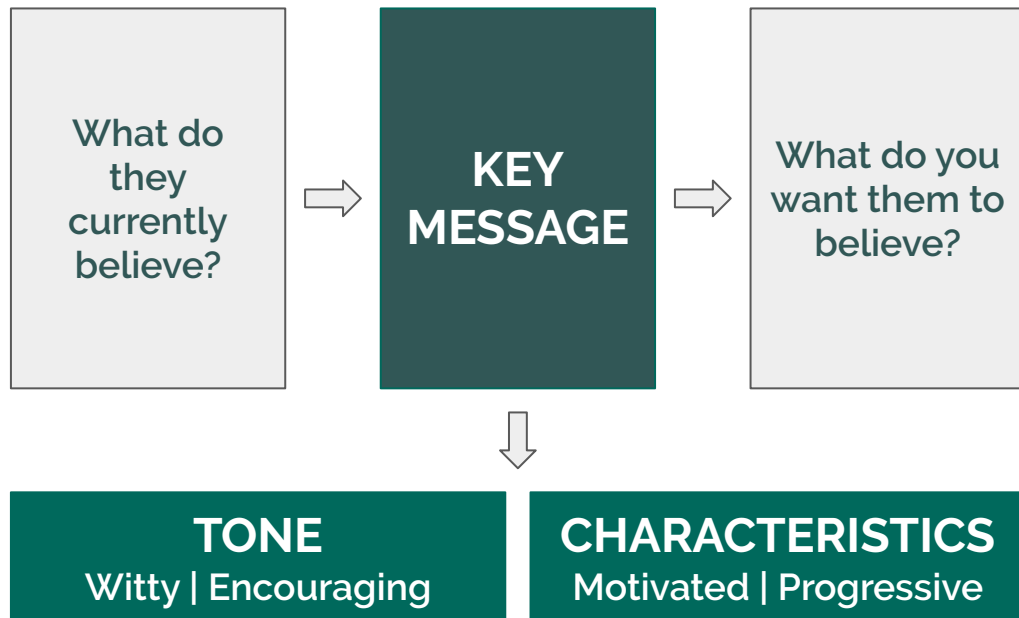 What do
they
currently
believe?
KEY
MESSAGE
What do you
want them to
believe?
TONE
Witty | Encouraging
CHARACTERISTICS
Motivated | Progressive